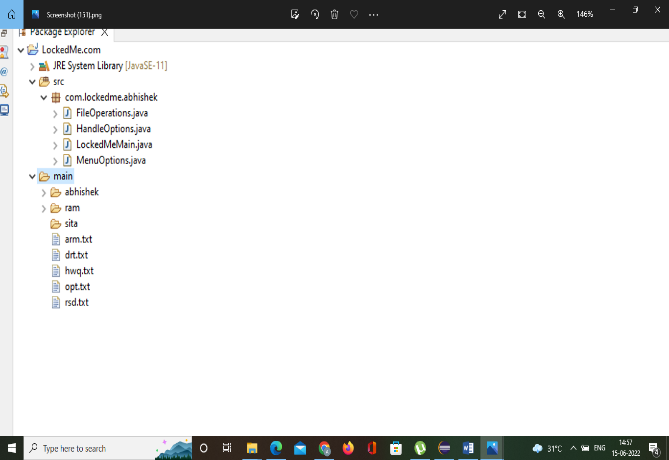 Screenshot (151).png
146%
Package Explorer
LockedMe.com
JRE System Library [JavaSE-11]
src
com.lockedme.abhishek
FileOperations.java
HandleOptions.java
LockedMeMain.java
MenuOptions.java
main
abhishek
ram
sita
arm.txt
drt.txt
hwq.txt
opt.txt
rsd.txt
Type here to search
31°C
ENG
14:57
15-06-2022
4